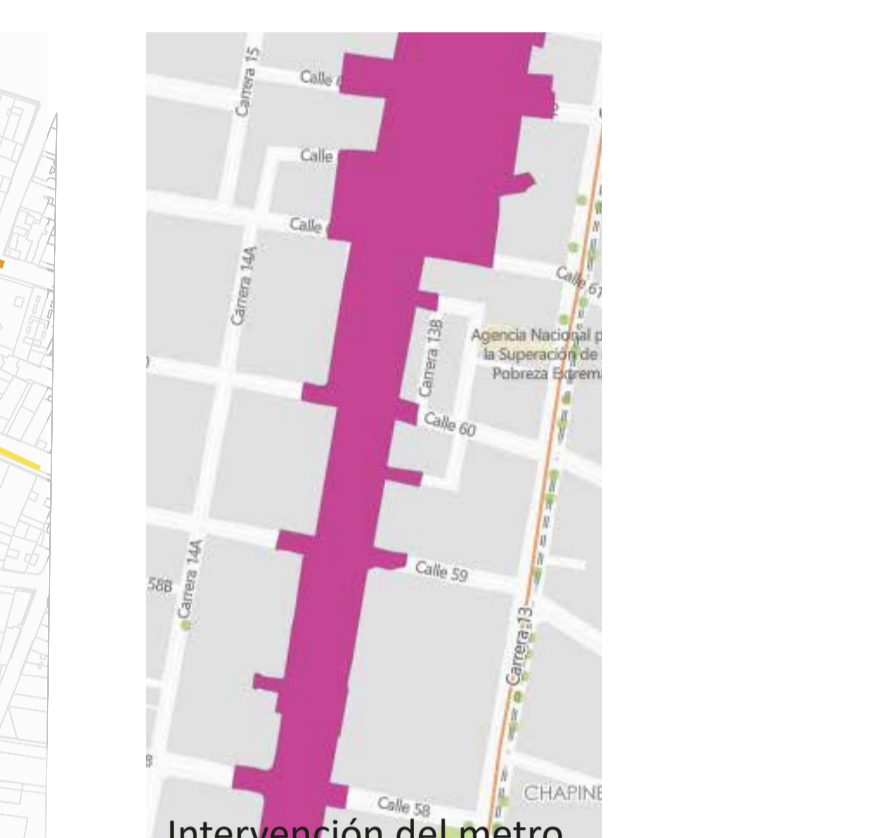 Carrera 15
Calle
Calle
Calle
Carrera 14A
Calle 61
Carrera 13B
Agencia Nacional p
la Superación de
Pobreza Extrem
Calle 60
Calle 59
58B
Carrera 14A
Carrera 13
CHAPINE
Calle 58
Intervención del metro